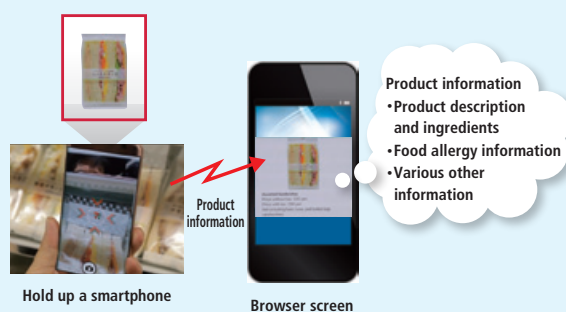 Product information
•Product description
and ingredients
•Food allergy information
•Various other
information
Product
information
Hold up a smartphone
Browser screen